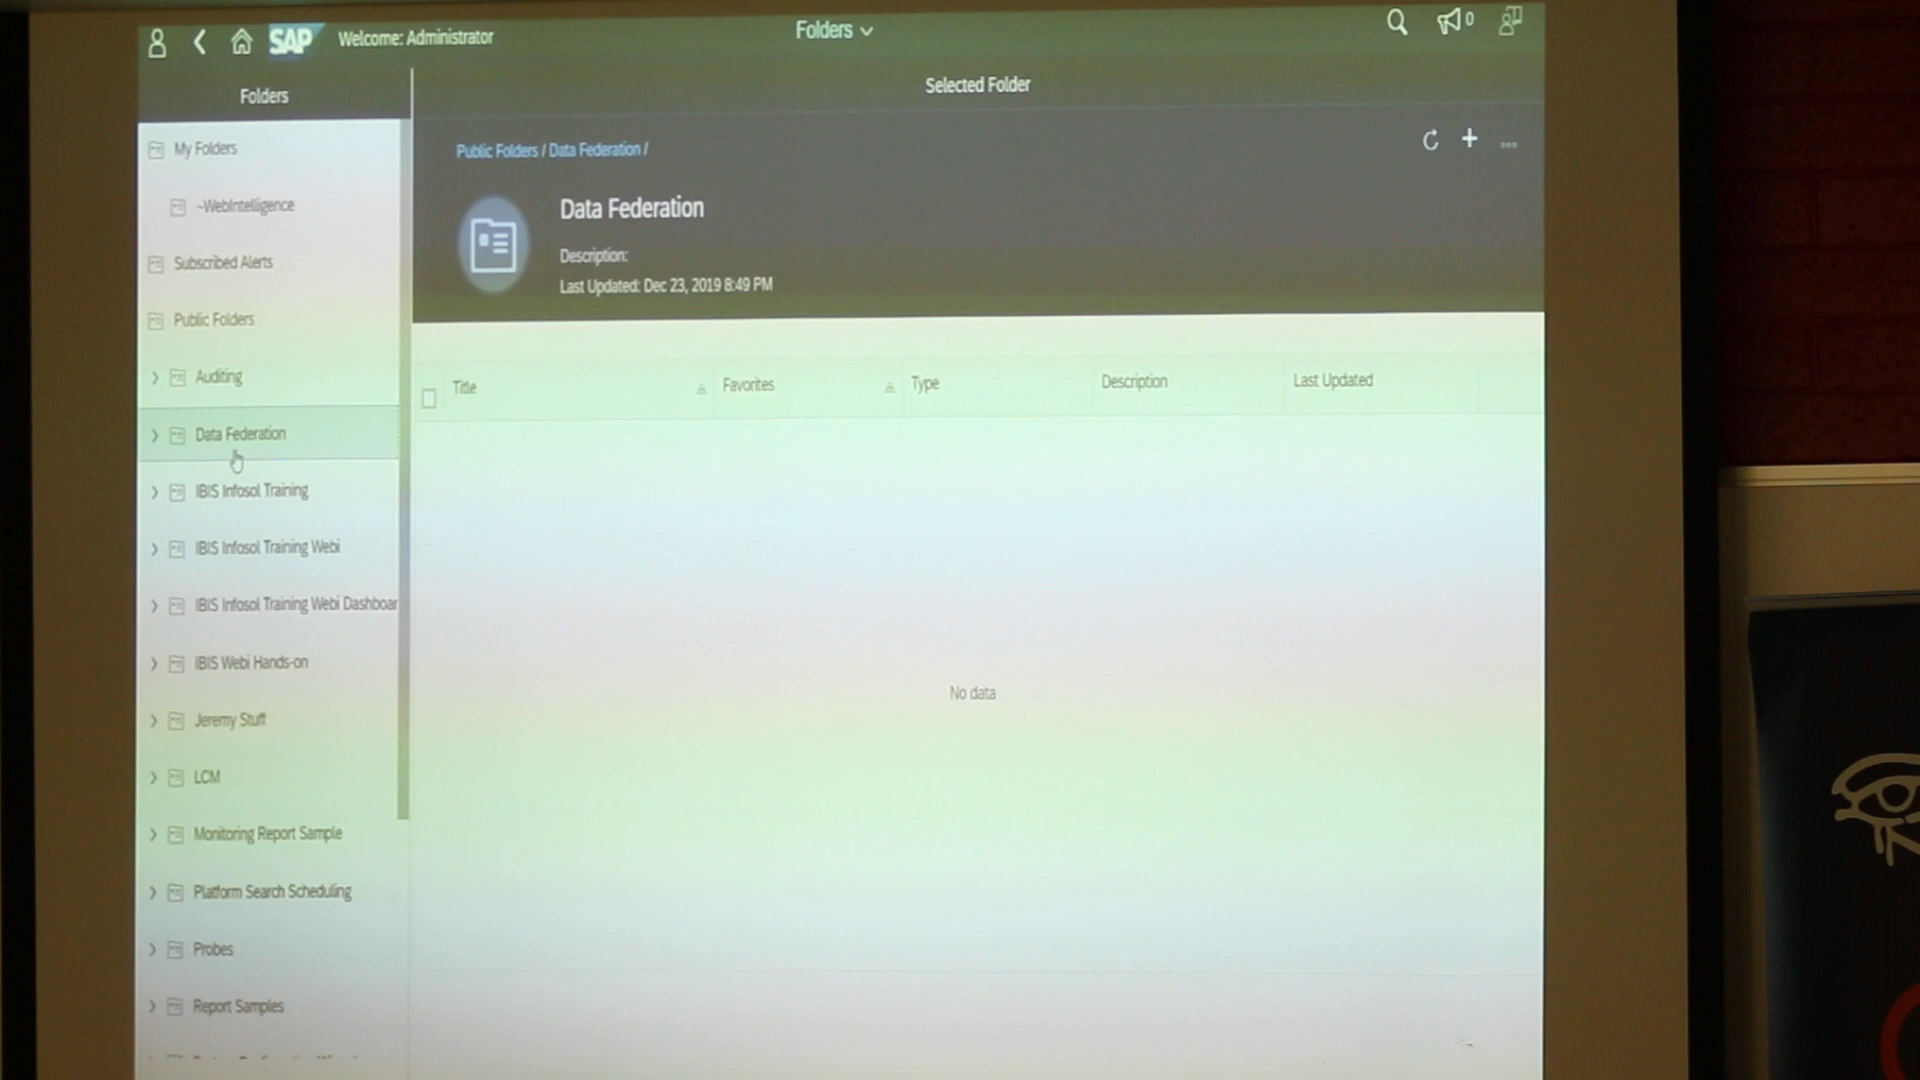 SAP Welcome: Administrator
Folders
0
Folders
My Folders
~WebIntelligence
Subscribed Alerts
Public Folders
Auditing
Data Federation
IBIS Infosol Training
IBIS Infosol Training Webi
IBIS Infosol Training Webi Dashboar
IBIS Webi Hands-on
Jeremy Stuff
LCM
Monitoring Report Sample
Platform Search Scheduling
Probes
Report Samples
Selected Folder
Public Folders / Data Federation /
Data Federation
Description:
Last Updated: Dec 23, 2019 8:49 PM
Title Favorites Type Description Last Updated
No data